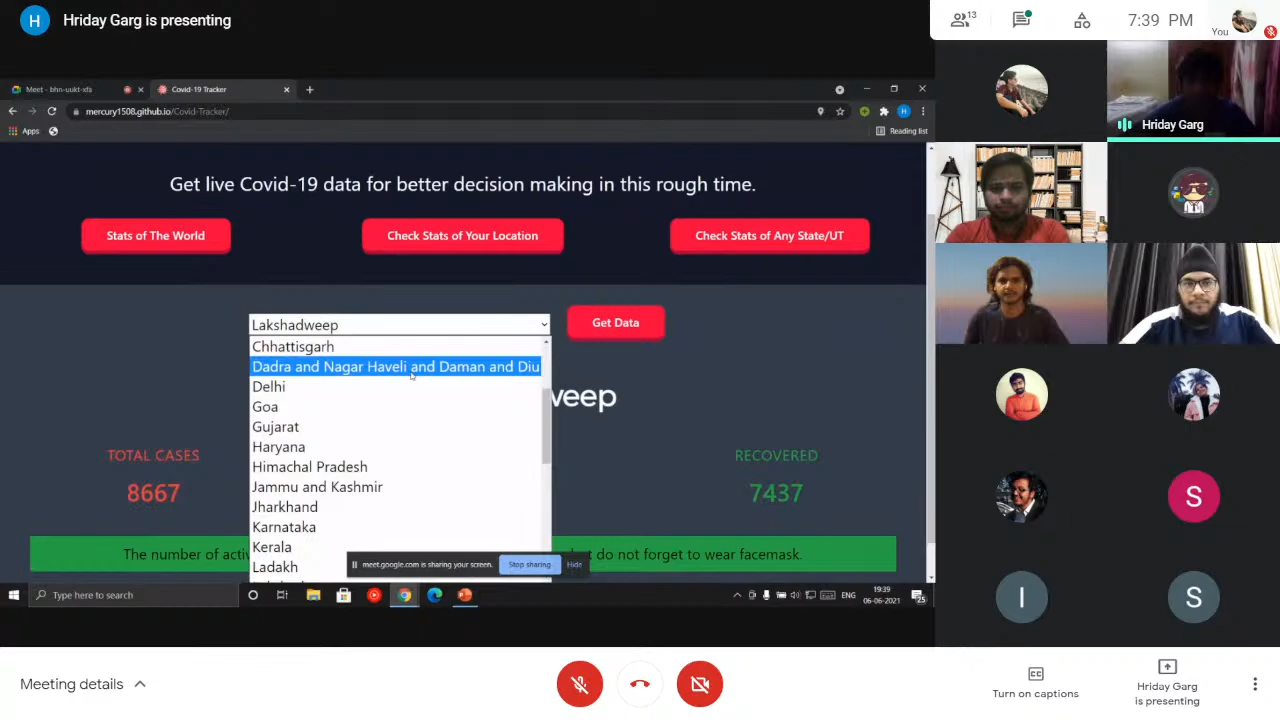 H
Hriday Garg is presenting
13
7:39 PM
You
Meet - bhn-uukt-xfa
Covid-19 Tracker
mercury1508.github.io/Covid-Tracker/
H
Apps
Reading list
Get live Covid-19 data for better decision making in this rough time.
Stats of The World
Check Stats of Your Location
Check Stats of Any State/UT
Lakshadweep
Get Data
Chhattisgarh
Dadra and Nagar Haveli and Daman and Diu
Delhi
Goa
Gujarat
Haryana
Himachal Pradesh
Jammu and Kashmir
Jharkhand
Karnataka
Kerala
Ladakh
weep
TOTAL CASES
8667
RECOVERED
7437
The number of activ
do not forget to wear facemask.
meet.google.com is sharing your screen.
Stop sharing
Hide
Type here to search
ENG
19:39
06-06-2021
25
Hriday Garg
S
I
S
Meeting details
Turn on captions
Hriday Garg
is presenting